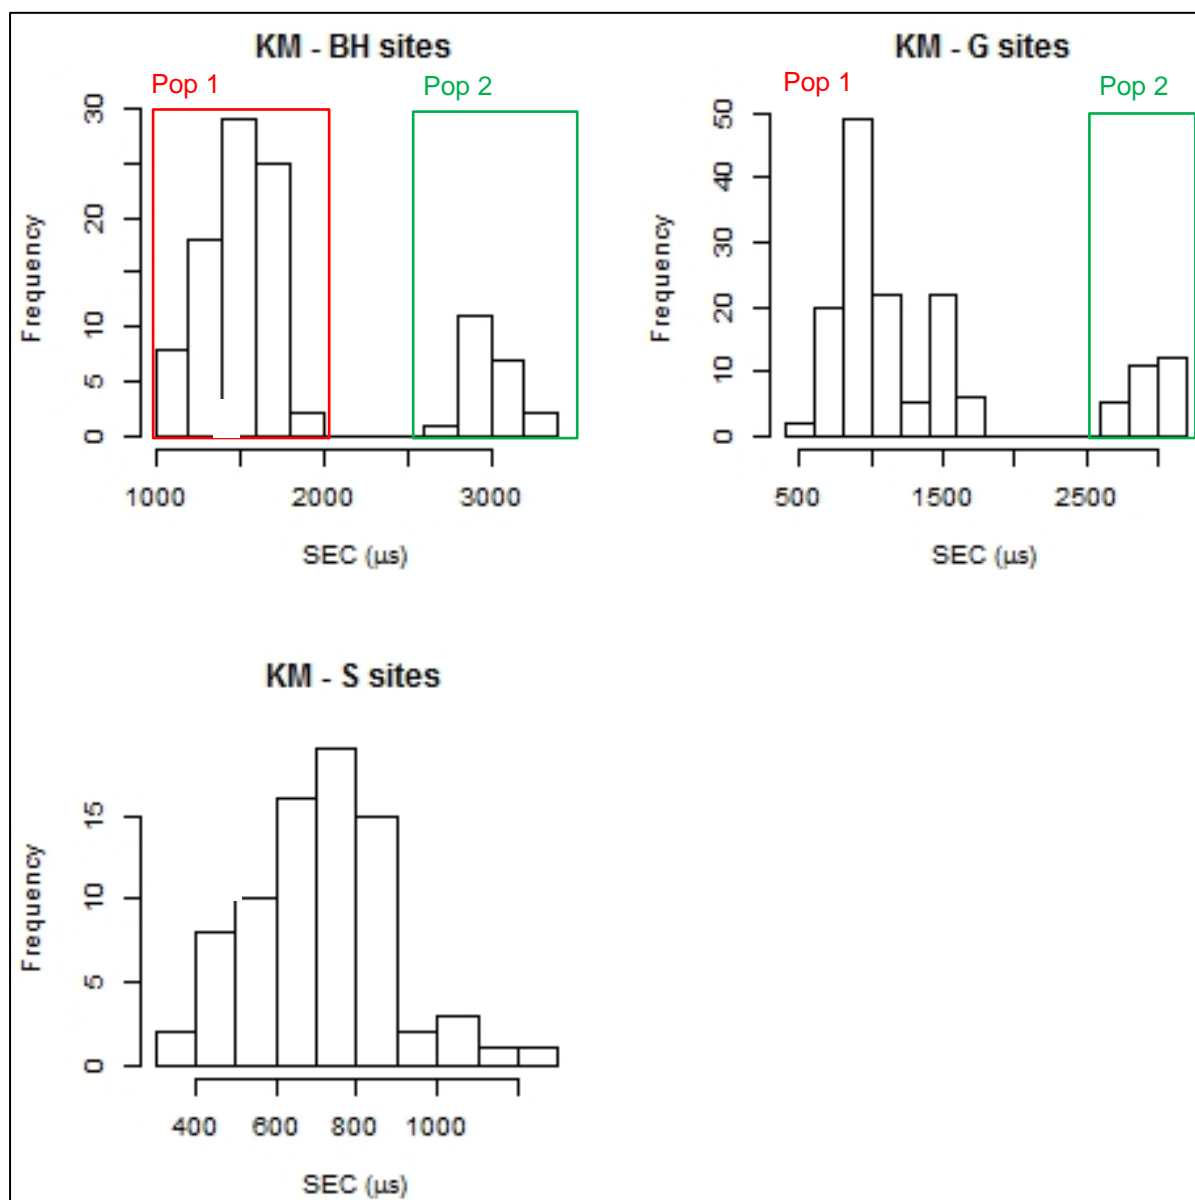 KM - BH sites
Pop 1
Pop 2
Frequency
30
20
10
5
0
1000
2000
3000
SEC (µs)
KM - G sites
Pop 1
Pop 2
Frequency
50
40
30
20
10
0
500
1500
2500
SEC (µs)
KM - S sites
Frequency
15
10
5
0
400
600
800
1000
SEC (µs)